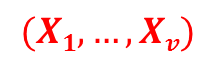 (X₁, …, Xᵥ)